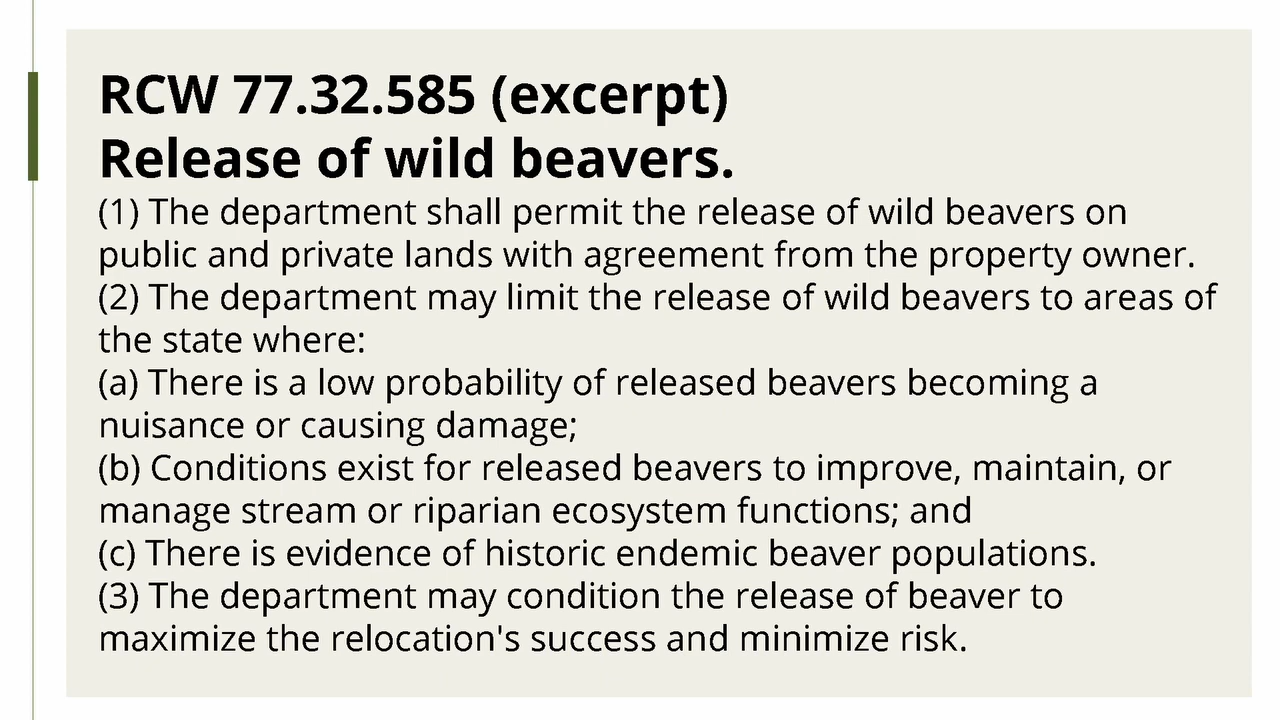 RCW 77.32.585 (excerpt)
Release of wild beavers.
(1) The department shall permit the release of wild beavers on
public and private lands with agreement from the property owner.
(2) The department may limit the release of wild beavers to areas of
the state where:
(a) There is a low probability of released beavers becoming a
nuisance or causing damage;
(b) Conditions exist for released beavers to improve, maintain, or
manage stream or riparian ecosystem functions; and
(c) There is evidence of historic endemic beaver populations.
(3) The department may condition the release of beaver to
maximize the relocation's success and minimize risk.